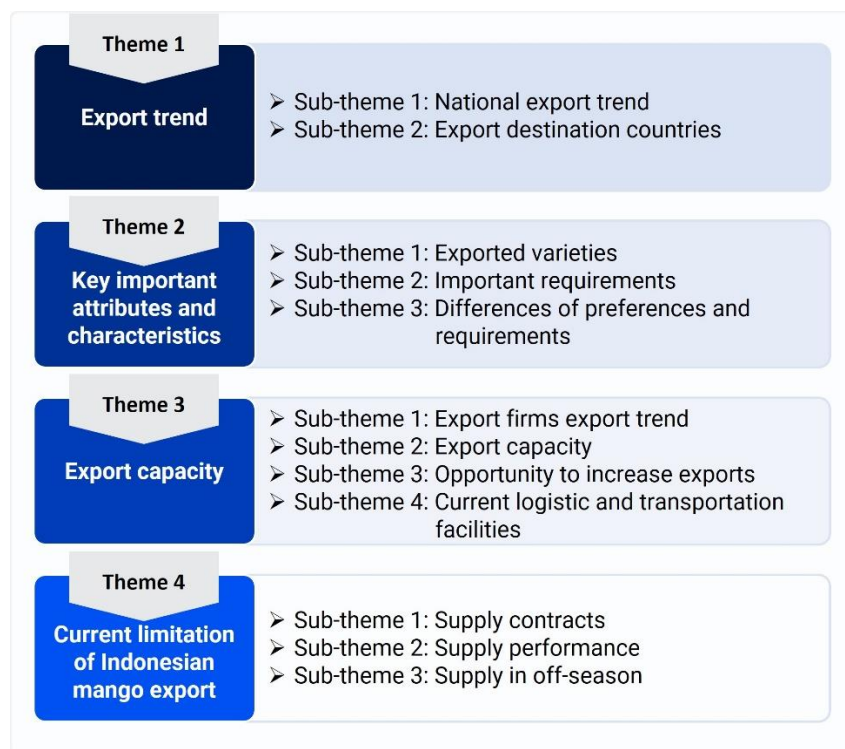 Theme 1
Export trend
➢ Sub-theme 1: National export trend
➢ Sub-theme 2: Export destination countries
Theme 2
Key important
attributes and
characteristics
➢ Sub-theme 1: Exported varieties
➢ Sub-theme 2: Important requirements
➢ Sub-theme 3: Differences of preferences and
requirements
Theme 3
Export capacity
➢ Sub-theme 1: Export firms export trend
➢ Sub-theme 2: Export capacity
➢ Sub-theme 3: Opportunity to increase exports
➢ Sub-theme 4: Current logistic and transportation
facilities
Theme 4
Current limitation
of Indonesian
mango export
➢ Sub-theme 1: Supply contracts
➢ Sub-theme 2: Supply performance
➢ Sub-theme 3: Supply in off-season